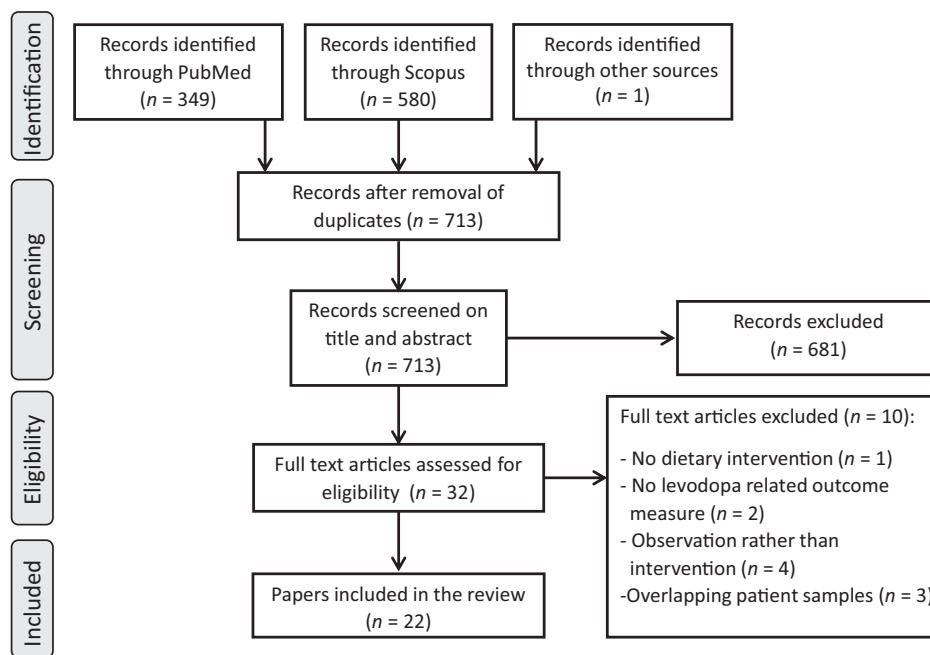 Identification
Records identified
through PubMed
(n = 349)
Records identified
through Scopus
(n = 580)
Records identified
through other sources
(n = 1)
Screening
Records after removal of
duplicates (n = 713)
Records screened on
title and abstract
(n = 713)
Records excluded
(n = 681)
Eligibility
Full text articles assessed for
eligibility (n = 32)
Full text articles excluded (n = 10):
- No dietary intervention (n = 1)
- No levodopa related outcome
measure (n = 2)
- Observation rather than
intervention (n = 4)
-Overlapping patient samples (n = 3)
Included
Papers included in the review
(n = 22)